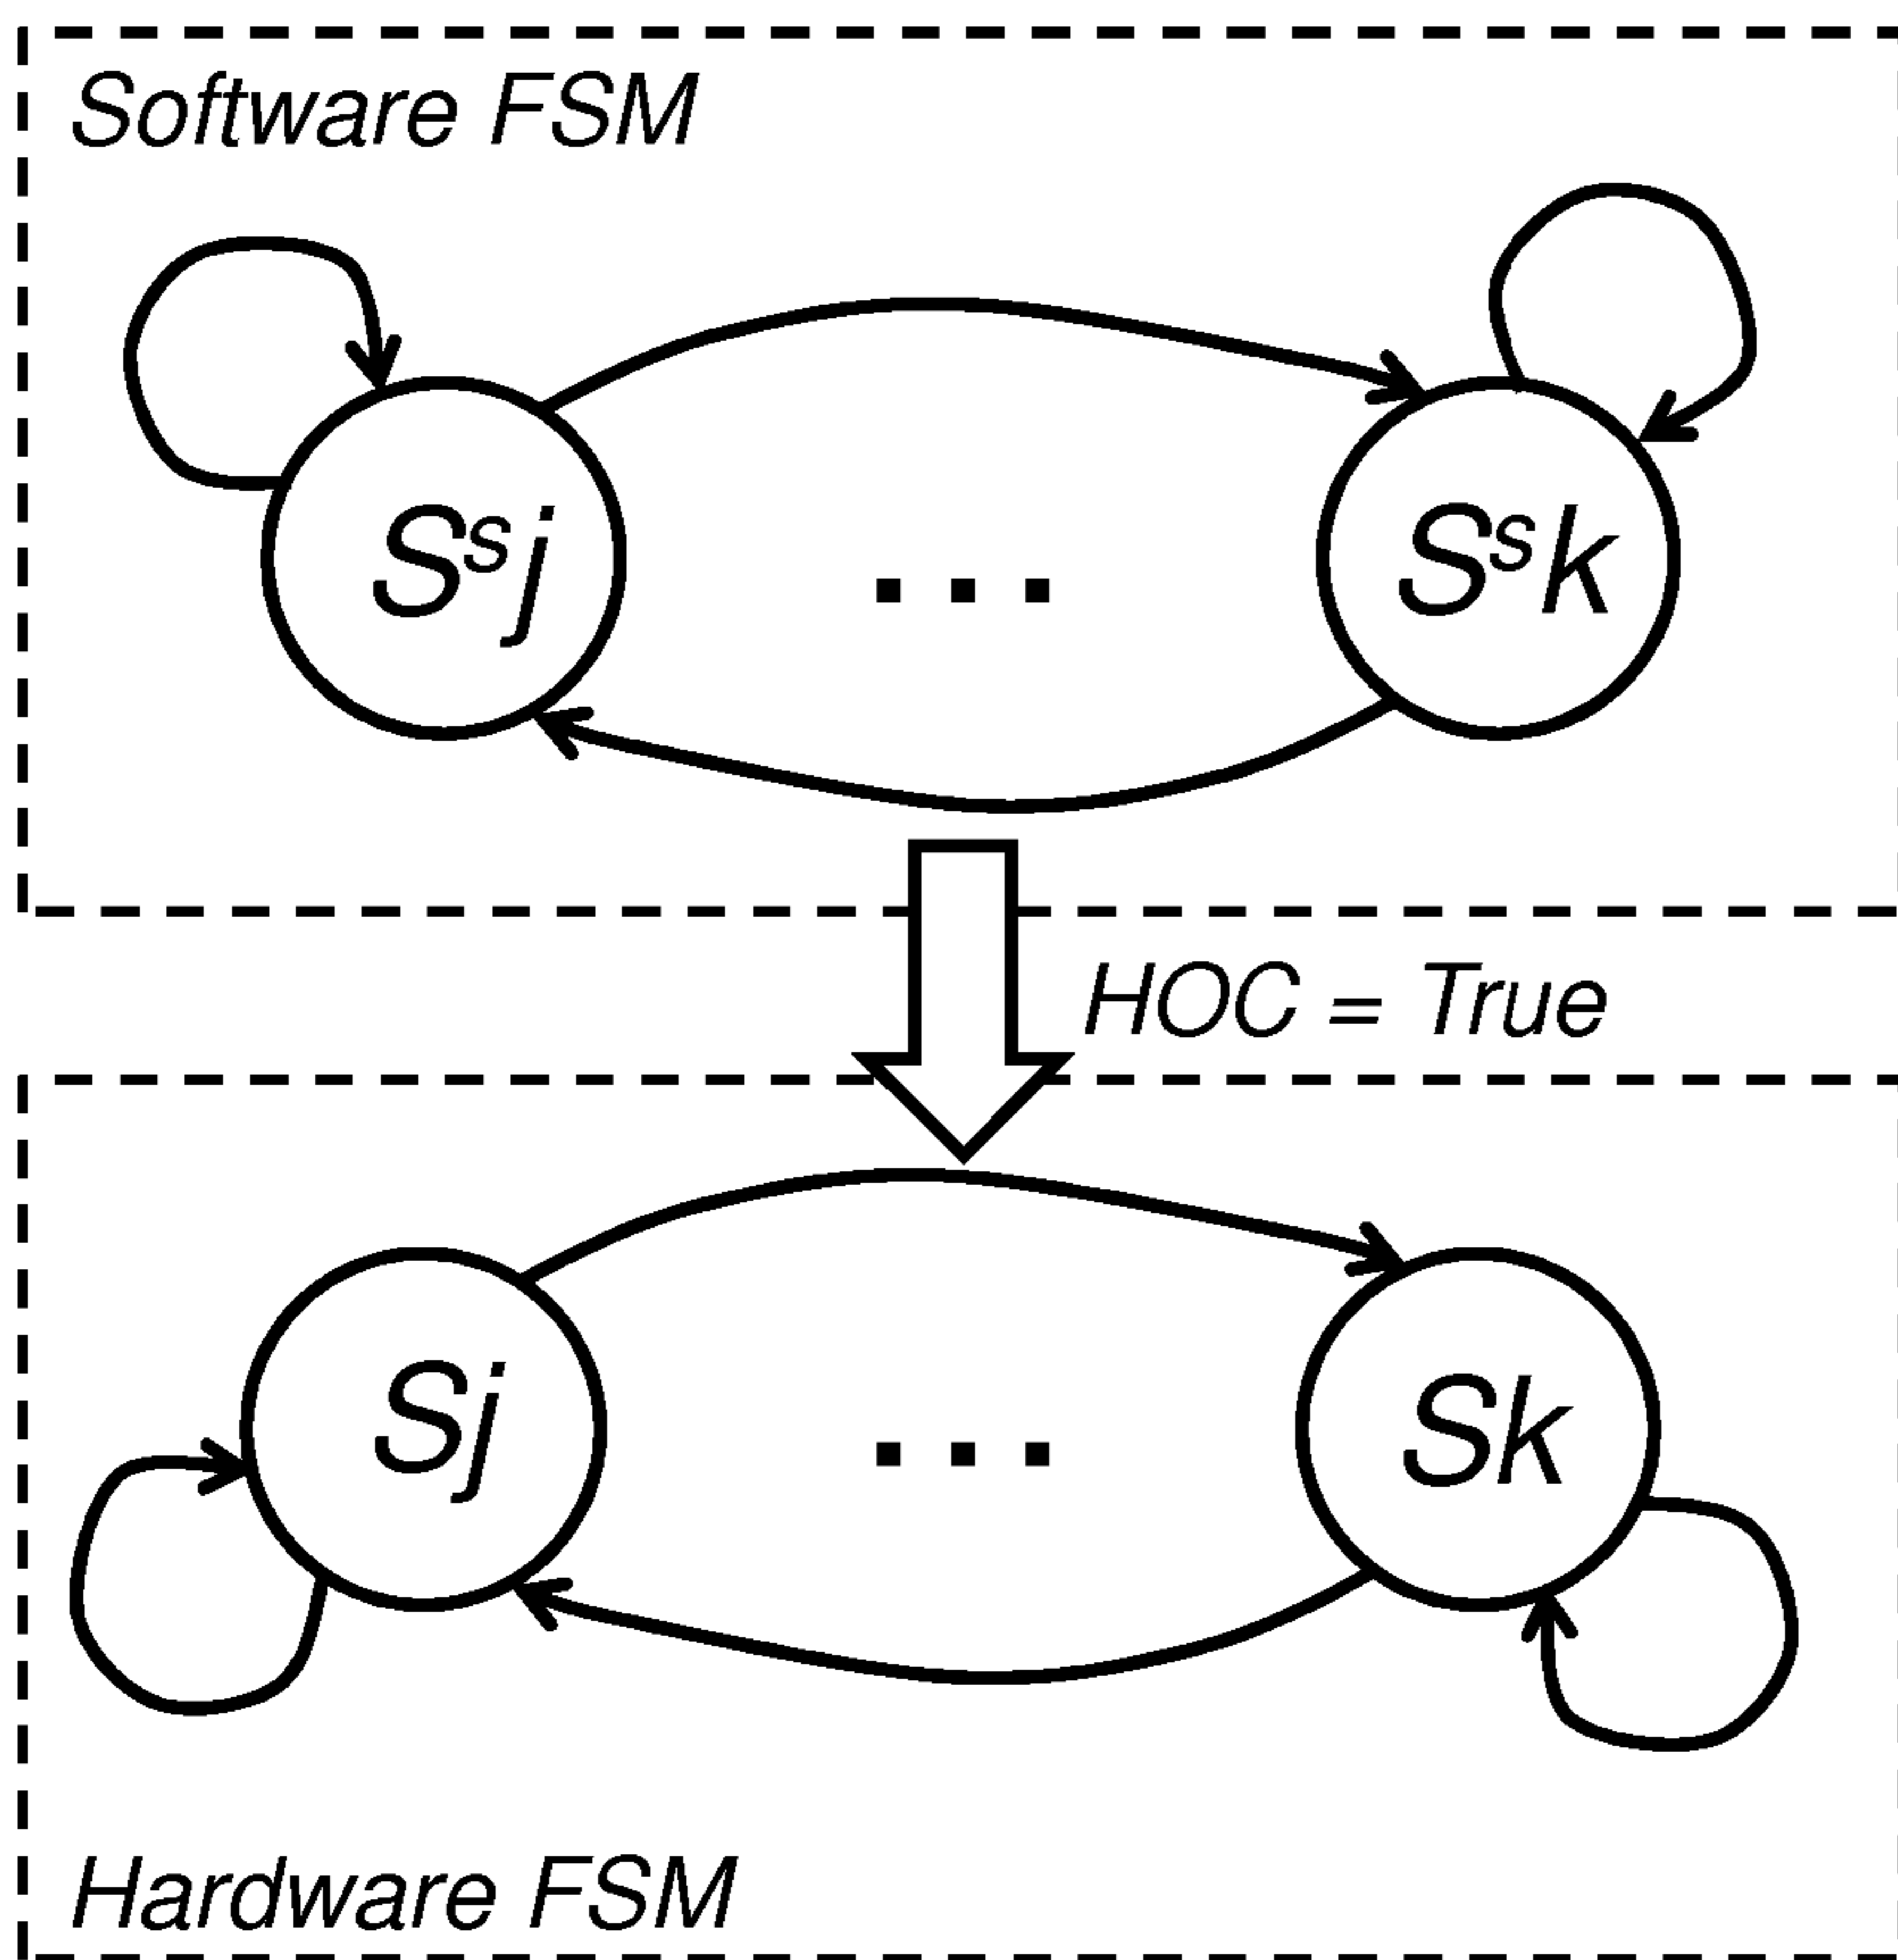 Software FSM
Sˢj ... Sˢk
HOC = True
Sj ... Sk
Hardware FSM